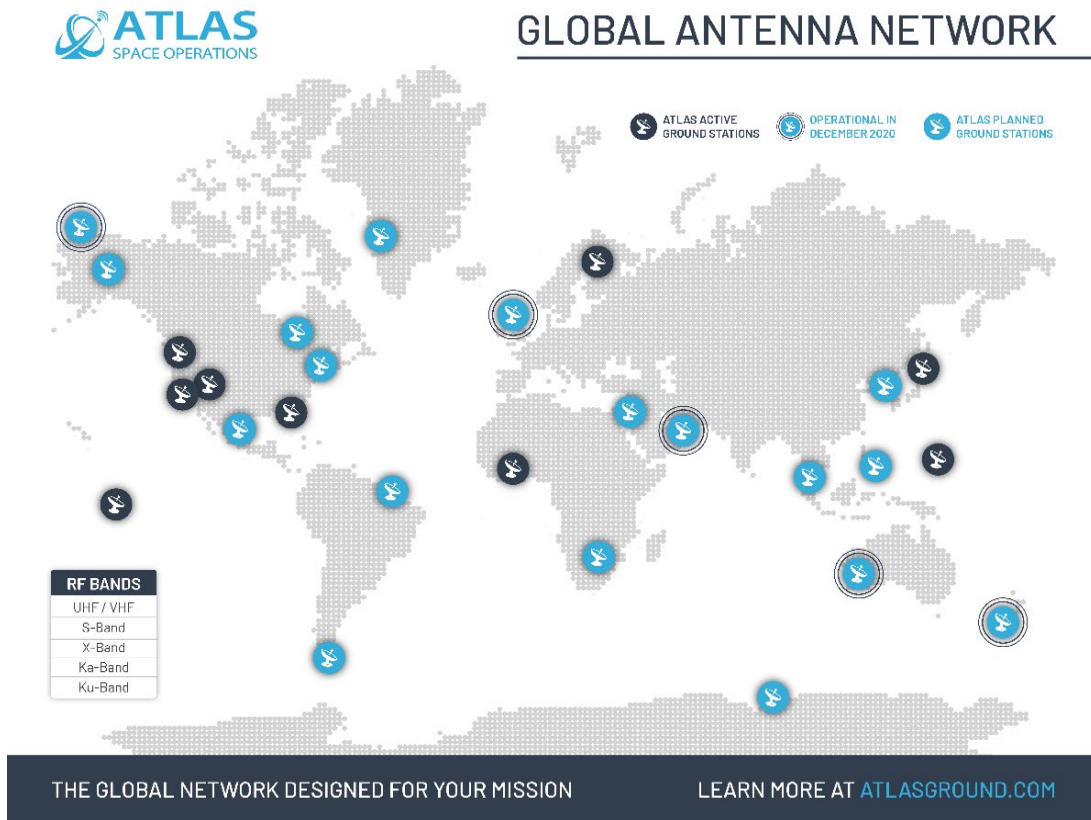 ATLAS
SPACE OPERATIONS
GLOBAL ANTENNA NETWORK
ATLAS ACTIVE
GROUND STATIONS
OPERATIONAL IN
DECEMBER 2020
ATLAS PLANNED
GROUND STATIONS
RF BANDS
UHF / VHF
S-Band
X-Band
Ka-Band
Ku-Band
THE GLOBAL NETWORK DESIGNED FOR YOUR MISSION
LEARN MORE AT ATLASGROUND.COM